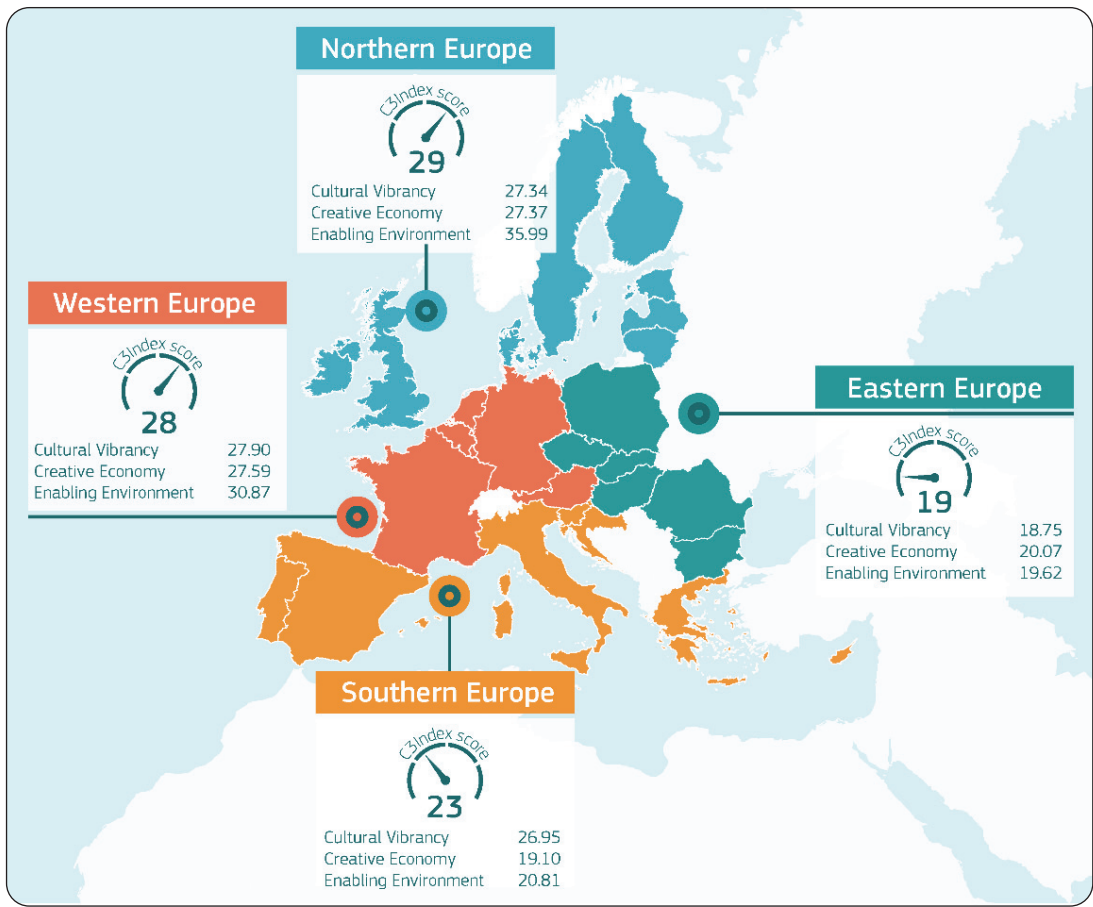 Northern Europe
C3Index score
29
Cultural Vibrancy 27.34
Creative Economy 27.37
Enabling Environment 35.99
Western Europe
C3Index score
28
Cultural Vibrancy 27.90
Creative Economy 27.59
Enabling Environment 30.87
Eastern Europe
C3Index score
19
Cultural Vibrancy 18.75
Creative Economy 20.07
Enabling Environment 19.62
Southern Europe
C3Index score
23
Cultural Vibrancy 26.95
Creative Economy 19.10
Enabling Environment 20.81